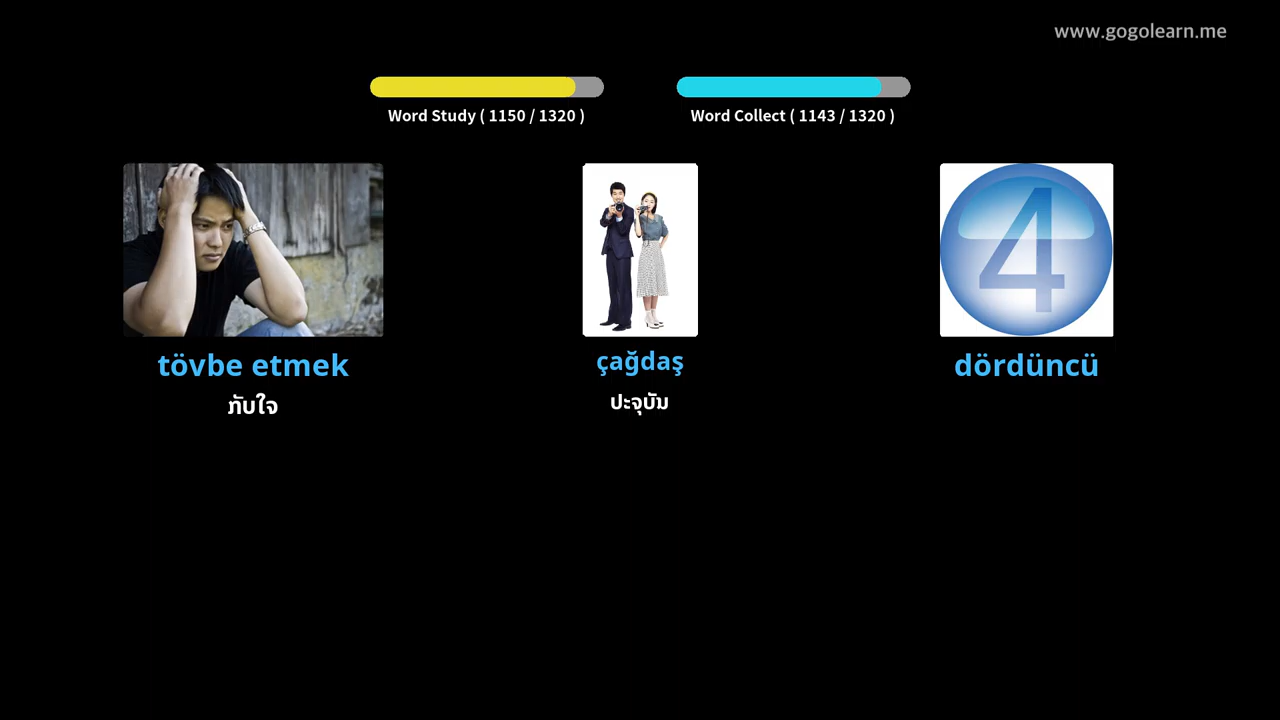 www.gogolearn.me
Word Study ( 1150 / 1320 )
Word Collect ( 1143 / 1320 )
4
tövbe etmek
ກັບໃຈ
çağdaş
ປະຈຸບັນ
dördüncü